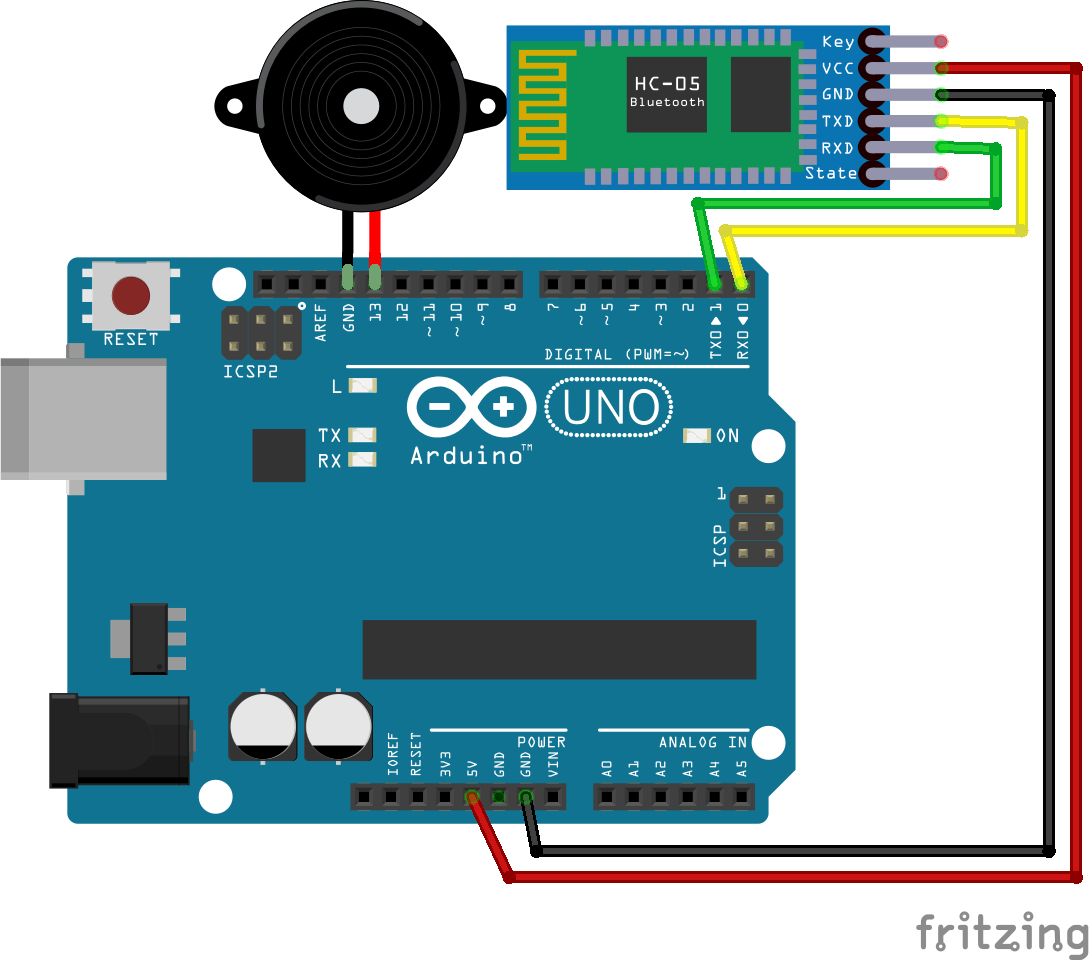 Key
VCC
GND
TXD
RXD
State
HC-05
Bluetooth
RESET
ICSP2
AREF
GND
13
12
~11
~10
~9
8
7
~6
~5
4
~3
2
TX0▶1
RX0◀0
DIGITAL (PWM=~)
L
TX
RX
Arduino™
UNO
ON
1
ICSP
IOREF
RESET
3V3
5V
GND
GND
VIN
POWER
ANALOG IN
A0
A1
A2
A3
A4
A5
fritzing